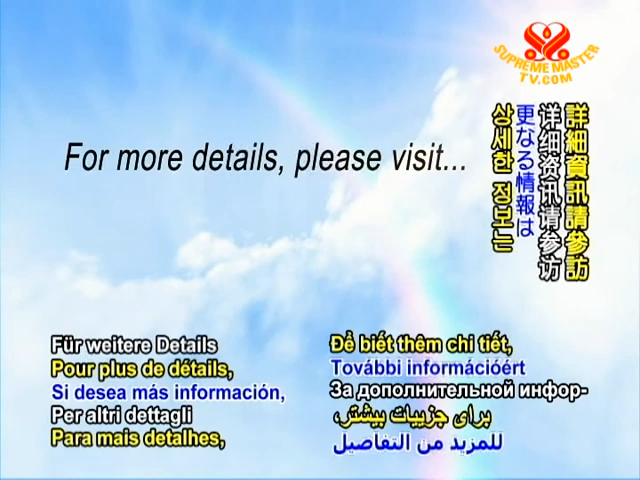 SUPREME MASTER
TV.COM
For more details, please visit...
詳細資訊請參訪
详细资讯请参访
更なる情報は
상세한 정보는
Für weitere Details
Pour plus de détails,
Si desea más información,
Per altri dettagli
Para mais detalhes,
Để biết thêm chi tiết,
További információért
За дополнительной инфор-
برای جزییات بیشتر،
للمزيد من التفاصيل